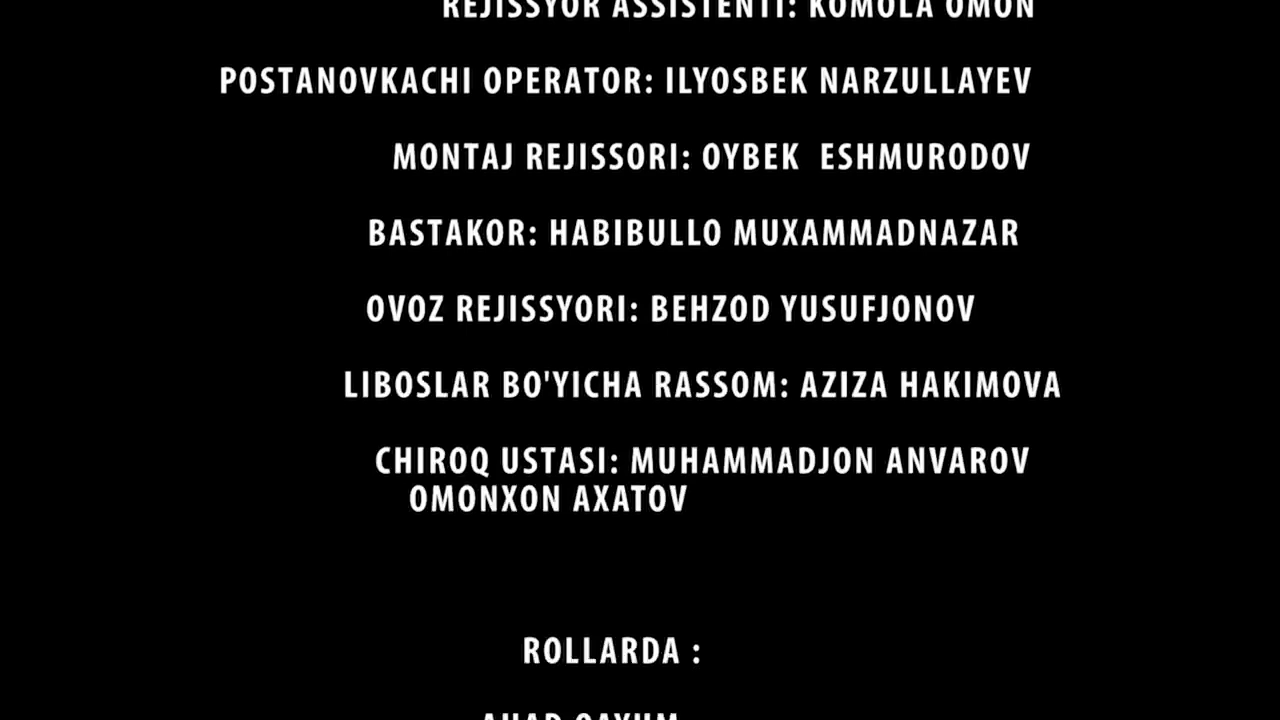 REJISSYOR ASSISTENTI: KOMOLA OMON
POSTANOVKACHI OPERATOR: ILYOSBEK NARZULLAYEV
MONTAJ REJISSORI: OYBEK ESHMURODOV
BASTAKOR: HABIBULLO MUXAMMADNAZAR
OVOZ REJISSYORI: BEHZOD YUSUFJONOV
LIBOSLAR BO'YICHA RASSOM: AZIZA HAKIMOVA
CHIROQ USTASI: MUHAMMADJON ANVAROV
OMONXON AXATOV
ROLLARDA :